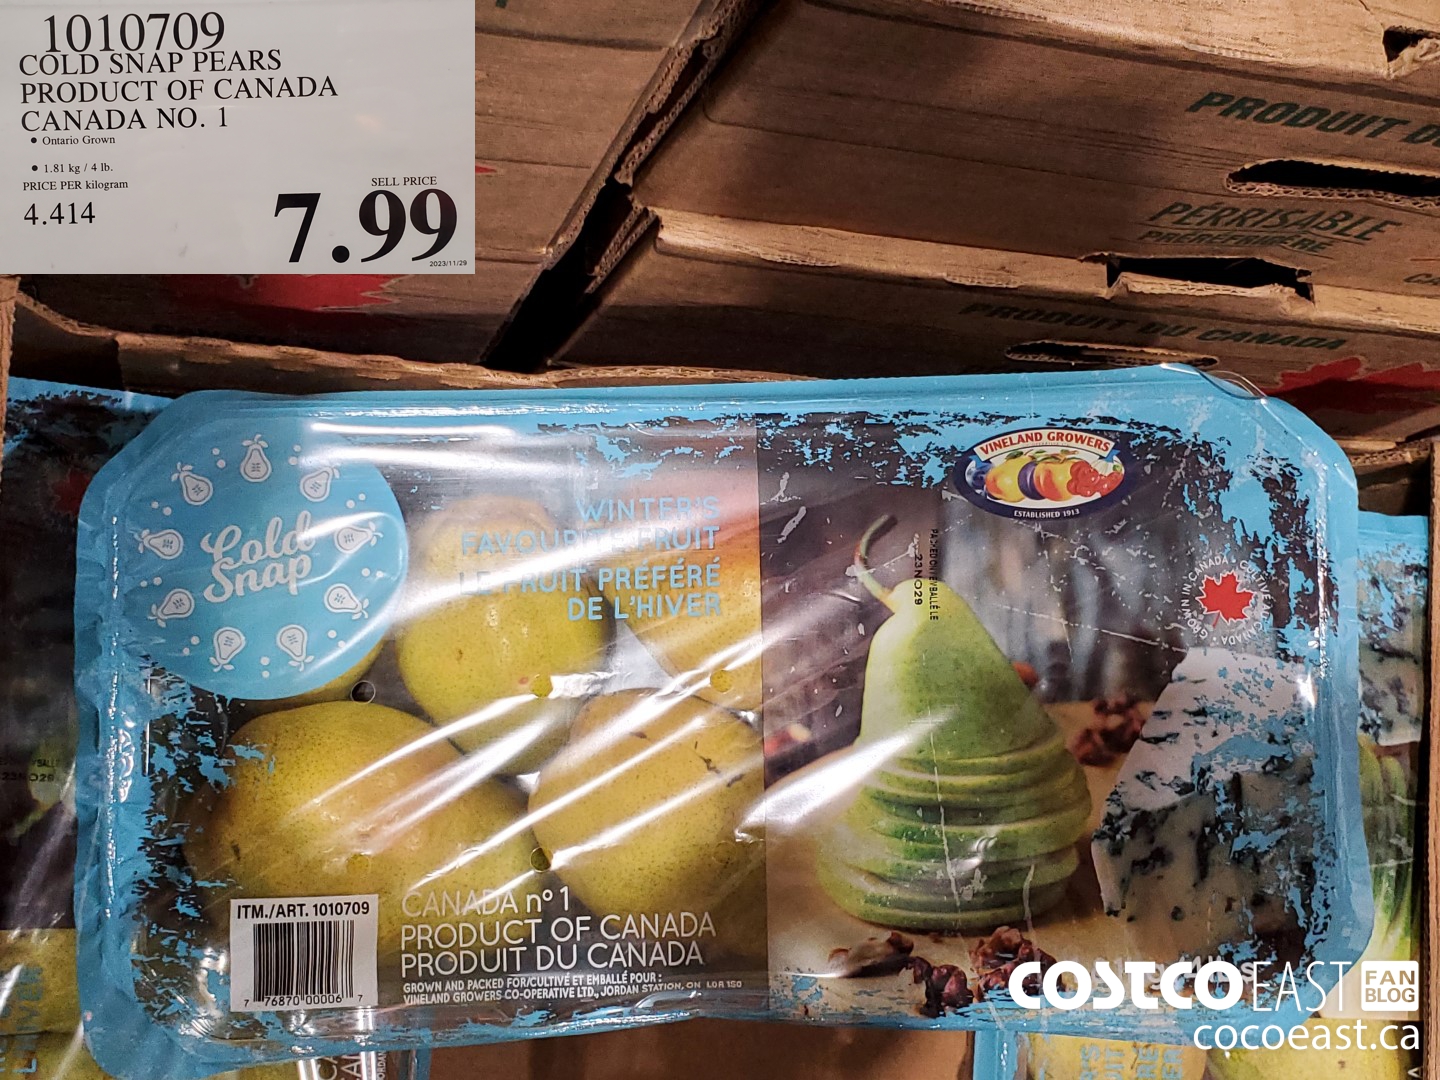 1010709
COLD SNAP PEARS
PRODUCT OF CANADA
CANADA NO. 1
• Ontario Grown
• 1.81 kg / 4 lb.
PRICE PER kilogram
4.414
SELL PRICE
7.99
2023/11/29
PRODUIT DU
PÉRRISABLE
PRÉRÉFRIGÉRÉ
PRODUIT DU CANADA
Cold
Snap
WINTER'S
FAVOURITE FRUIT
LE FRUIT PRÉFÉRÉ
DE L'HIVER
VINELAND GROWERS
ESTABLISHED 1913
PACKED ON/EMBALLÉ LE
23NO29
GROWN IN CANADA • CULTIVÉ AU CANADA •
ITM./ART. 1010709
7 76870 00006 7
CANADA nº 1
PRODUCT OF CANADA
PRODUIT DU CANADA
GROWN AND PACKED FOR/CULTIVÉ ET EMBALLÉ POUR :
VINELAND GROWERS CO-OPERATIVE LTD., JORDAN STATION, ON L0R 1S0
23NO29
COSTCO EAST FAN
BLOG
cocoeast.ca